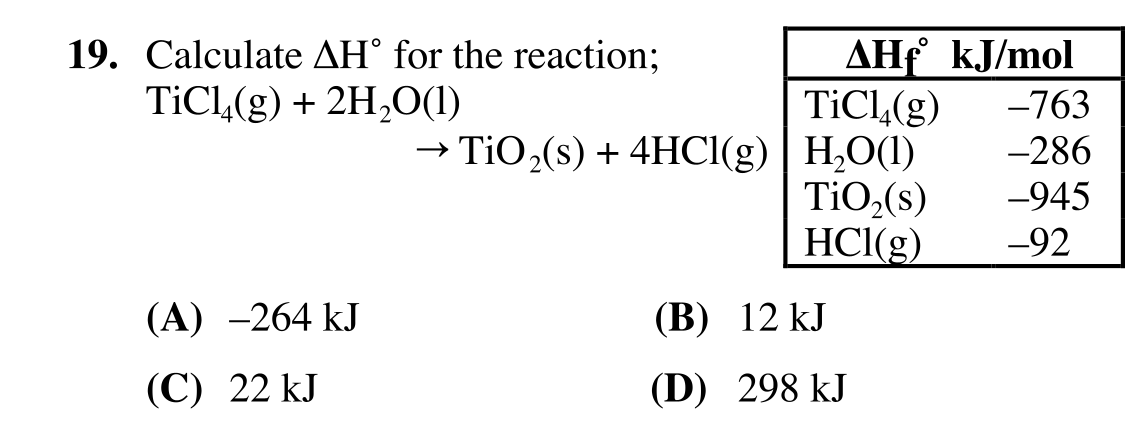 19. Calculate ΔH° for the reaction;
TiCl₄(g) + 2H₂O(l)
→ TiO₂(s) + 4HCl(g)
ΔHf° kJ/mol
TiCl₄(g) –763
H₂O(l) –286
TiO₂(s) –945
HCl(g) –92
(A) –264 kJ (B) 12 kJ
(C) 22 kJ (D) 298 kJ